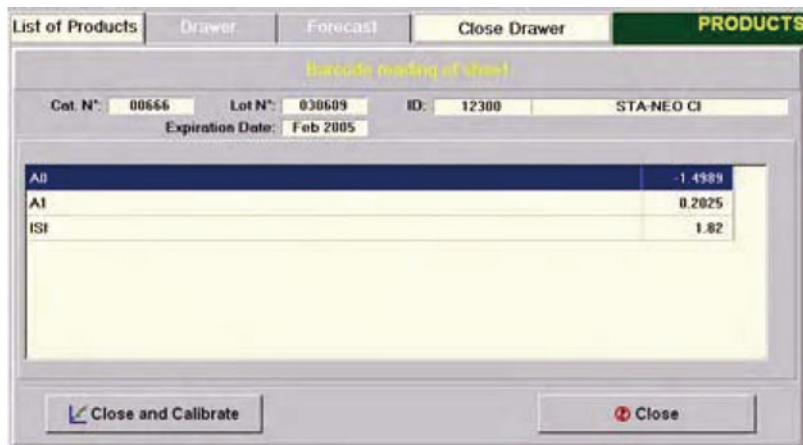 List of Products Drawer Forecast Close Drawer PRODUCTS
Barcode reading of sheet
Cat. N°: 00666 Lot N°: 030609 ID: 12300 STA-NEO CI
Expiration Date: Feb 2005
A0 -1.4989
A1 0.2025
ISI 1.82
Close and Calibrate Close